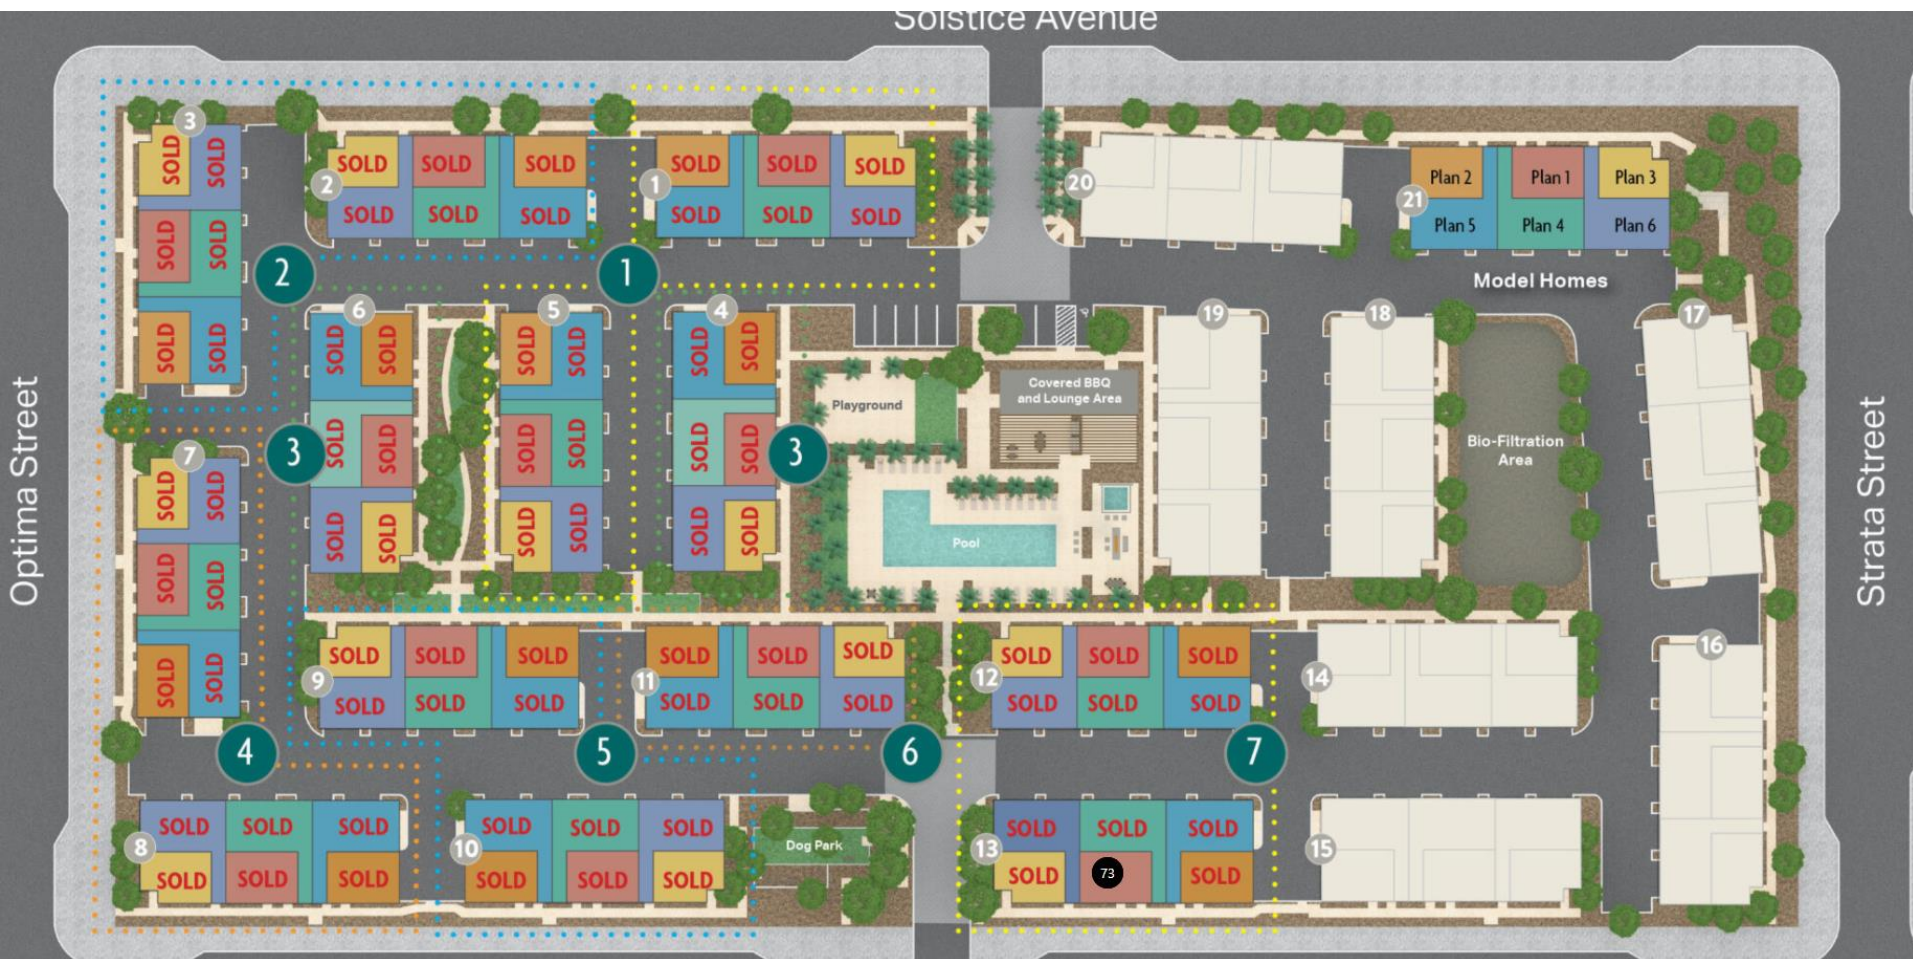 Solstice Avenue
Optima Street
Strata Street
3
SOLD SOLD
SOLD SOLD
SOLD SOLD
2
SOLD SOLD SOLD
SOLD SOLD SOLD
1
SOLD SOLD SOLD
SOLD SOLD SOLD
20
21
Plan 2 Plan 1 Plan 3
Plan 5 Plan 4 Plan 6
Model Homes
2
1
6
SOLD SOLD
SOLD SOLD
SOLD SOLD
5
SOLD SOLD
SOLD SOLD
SOLD SOLD
4
SOLD SOLD
SOLD SOLD
SOLD SOLD
19
18
17
3
3
Playground
Covered BBQ
and Lounge Area
Pool
Bio-Filtration
Area
7
SOLD SOLD
SOLD SOLD
SOLD SOLD
9
SOLD SOLD SOLD
SOLD SOLD SOLD
11
SOLD SOLD SOLD
SOLD SOLD SOLD
12
SOLD SOLD SOLD
SOLD SOLD SOLD
14
16
4
5
6
7
8
SOLD SOLD SOLD
SOLD SOLD SOLD
10
SOLD SOLD SOLD
SOLD SOLD SOLD
Dog Park
13
SOLD SOLD SOLD
SOLD 73 SOLD
15